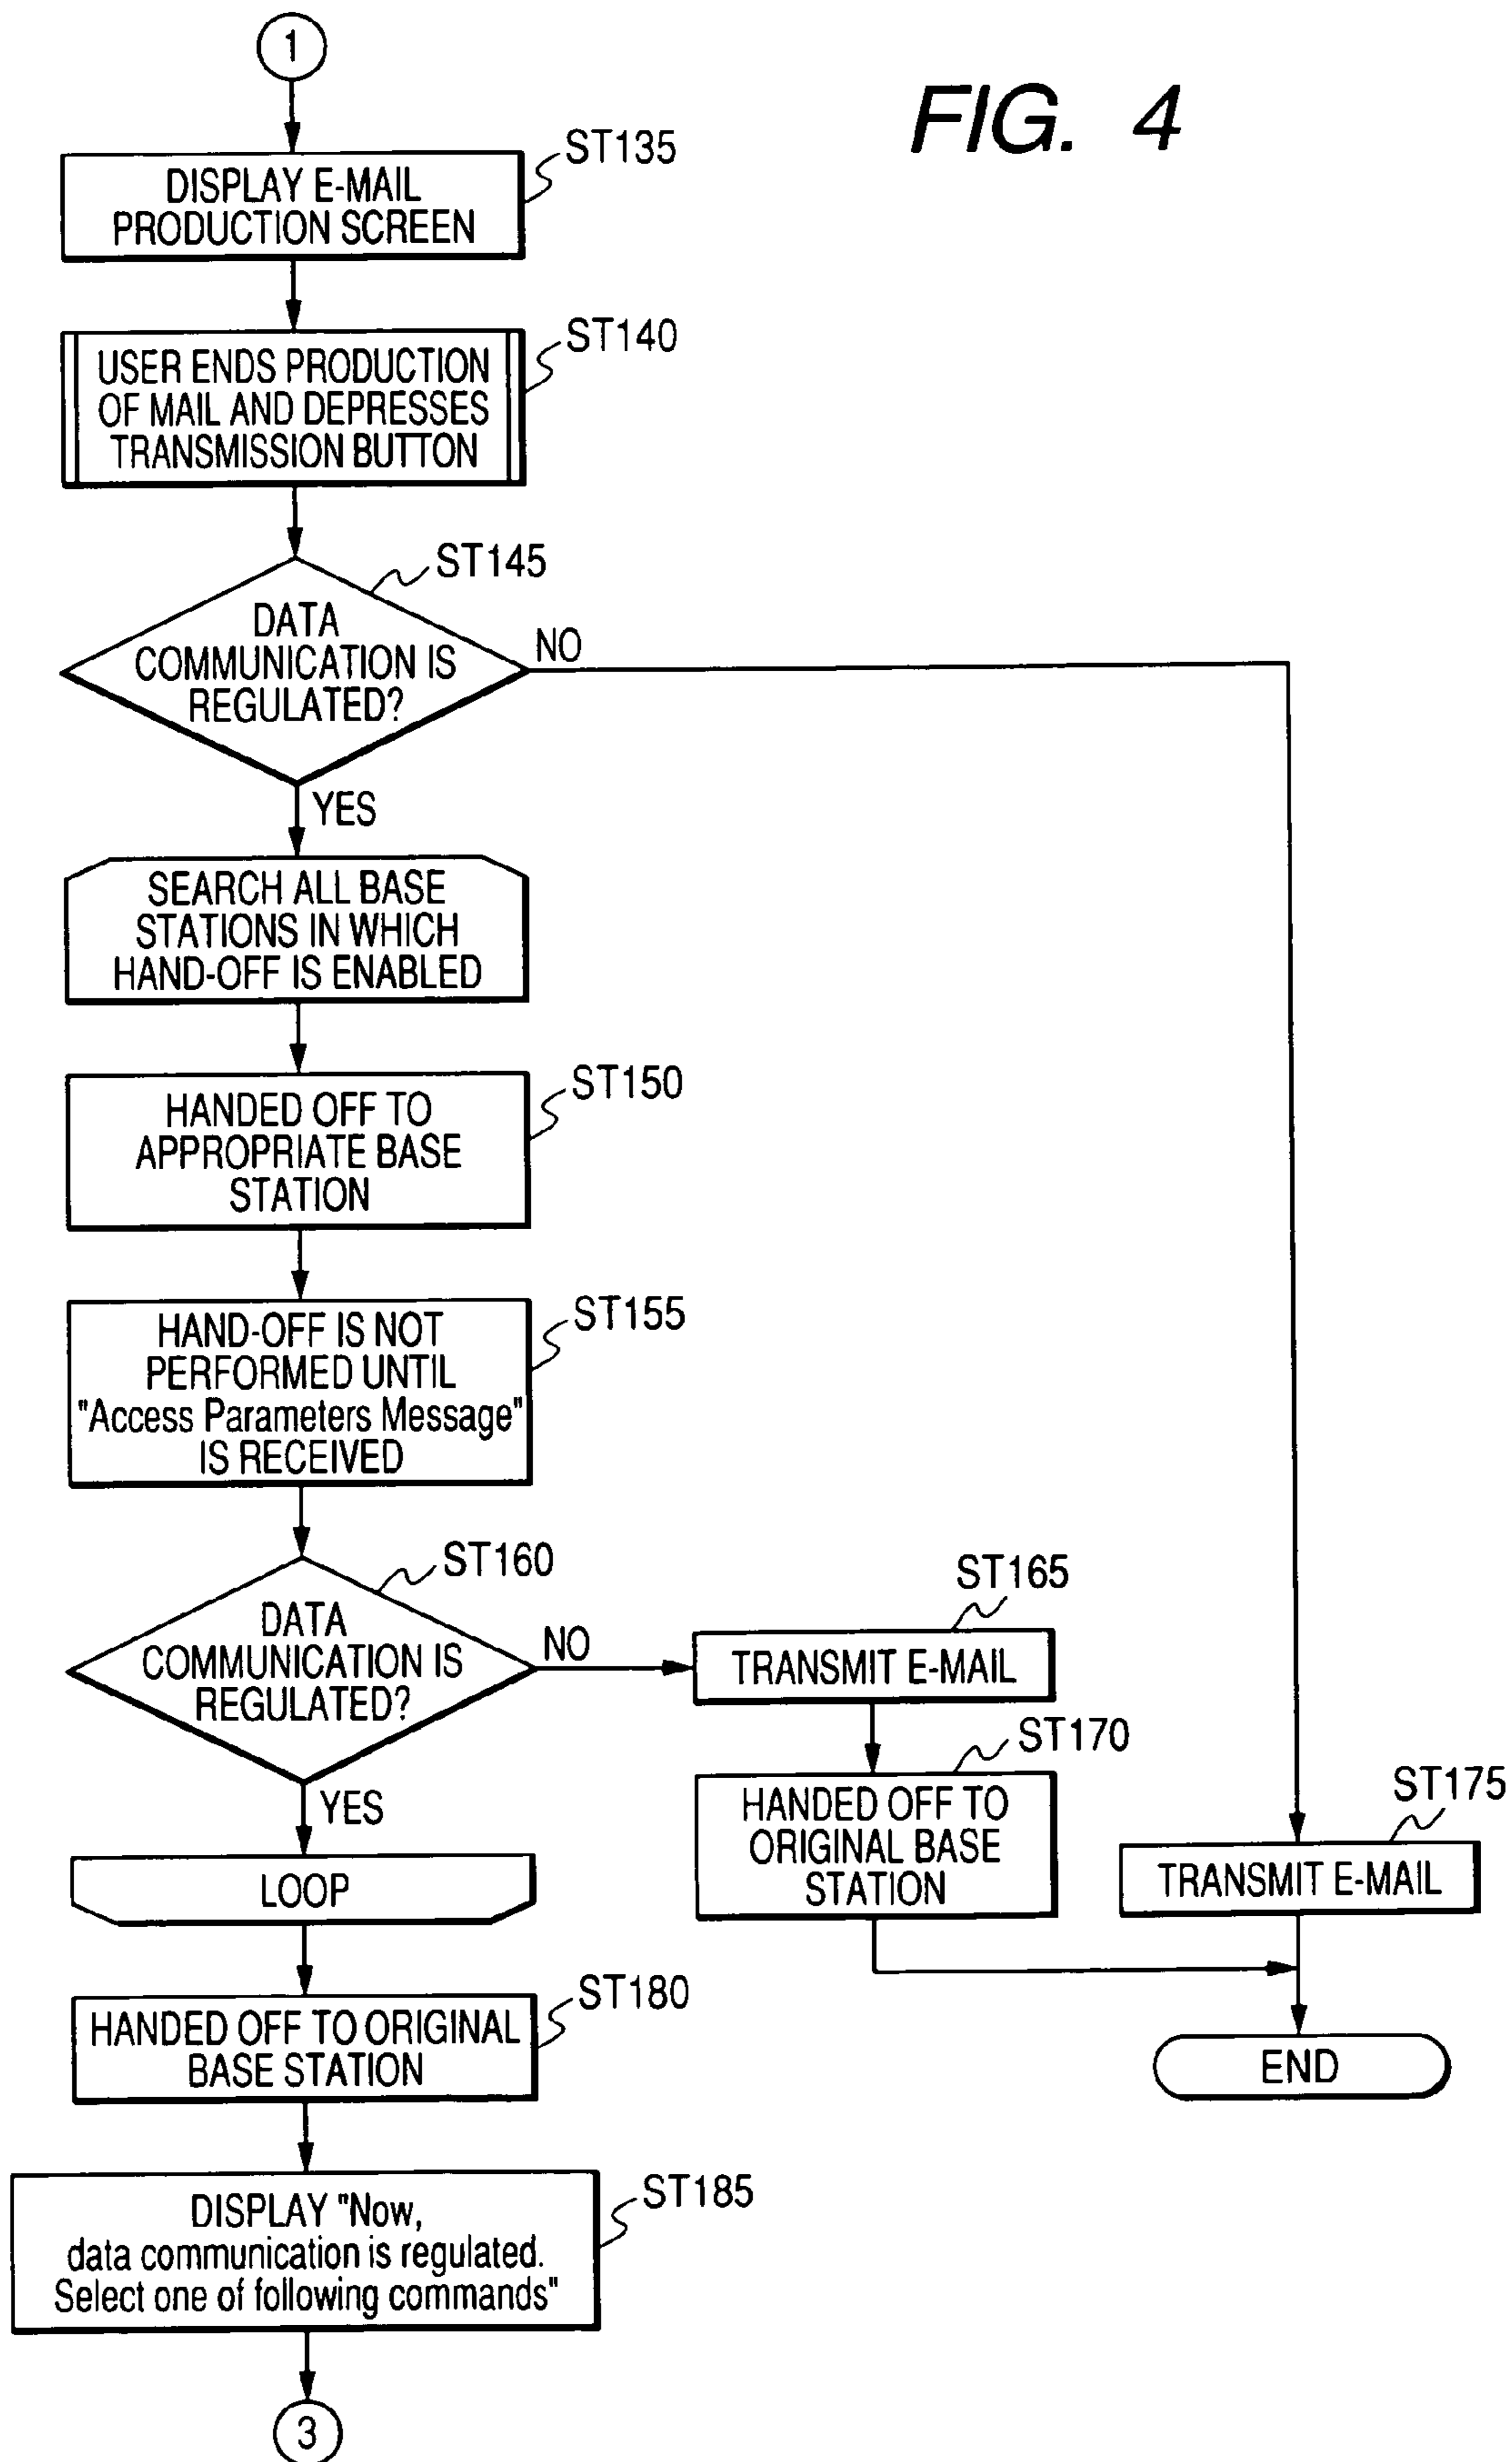 1
FIG. 4
ST135
DISPLAY E-MAIL
PRODUCTION SCREEN
ST140
USER ENDS PRODUCTION
OF MAIL AND DEPRESSES
TRANSMISSION BUTTON
ST145
DATA
COMMUNICATION IS
REGULATED?
NO
YES
SEARCH ALL BASE
STATIONS IN WHICH
HAND-OFF IS ENABLED
ST150
HANDED OFF TO
APPROPRIATE BASE
STATION
ST155
HAND-OFF IS NOT
PERFORMED UNTIL
"Access Parameters Message"
IS RECEIVED
ST160
DATA
COMMUNICATION IS
REGULATED?
NO
YES
ST165
TRANSMIT E-MAIL
ST170
HANDED OFF TO
ORIGINAL BASE
STATION
ST175
TRANSMIT E-MAIL
LOOP
ST180
HANDED OFF TO ORIGINAL
BASE STATION
END
ST185
DISPLAY "Now,
data communication is regulated.
Select one of following commands"
3